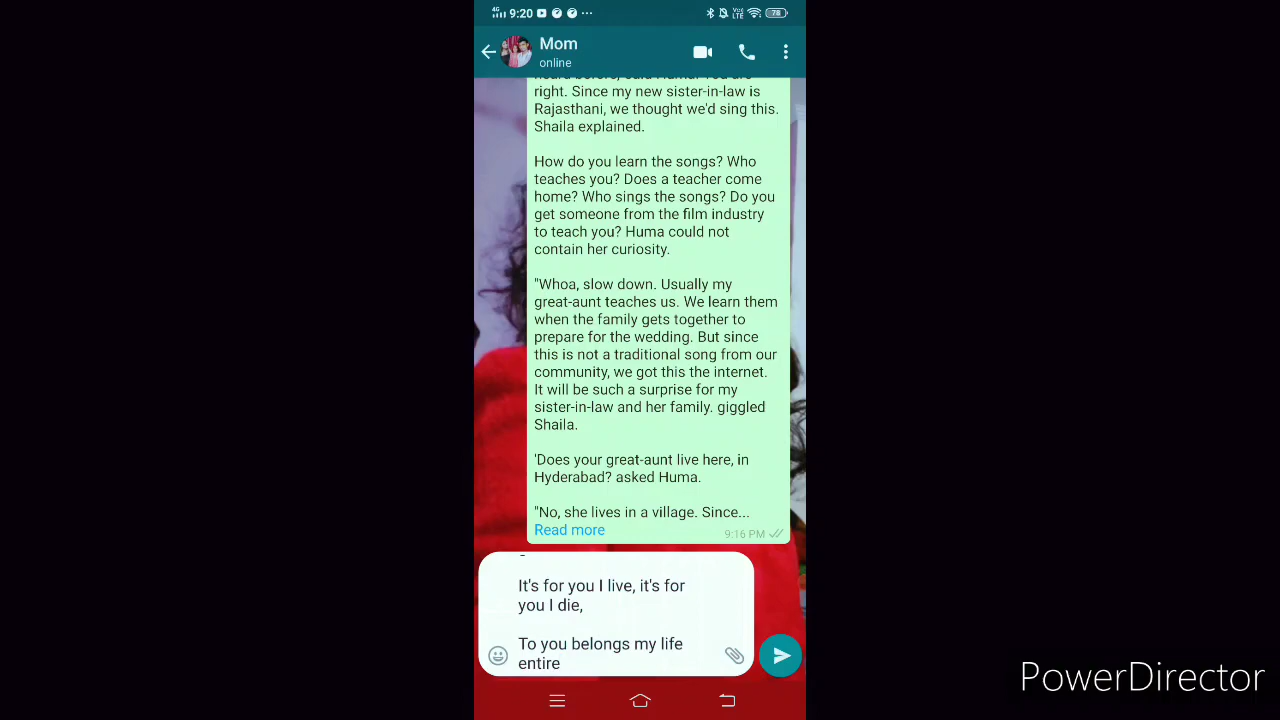 4G 9:20
Vo)) LTE 78
Mom
online
right. Since my new sister-in-law is
Rajasthani, we thought we'd sing this.
Shaila explained.
How do you learn the songs? Who
teaches you? Does a teacher come
home? Who sings the songs? Do you
get someone from the film industry
to teach you? Huma could not
contain her curiosity.
"Whoa, slow down. Usually my
great-aunt teaches us. We learn them
when the family gets together to
prepare for the wedding. But since
this is not a traditional song from our
community, we got this the internet.
It will be such a surprise for my
sister-in-law and her family. giggled
Shaila.
'Does your great-aunt live here, in
Hyderabad? asked Huma.
"No, she lives in a village. Since...
Read more
9:16 PM
It's for you I live, it's for
you I die,
To you belongs my life
entire
PowerDirector